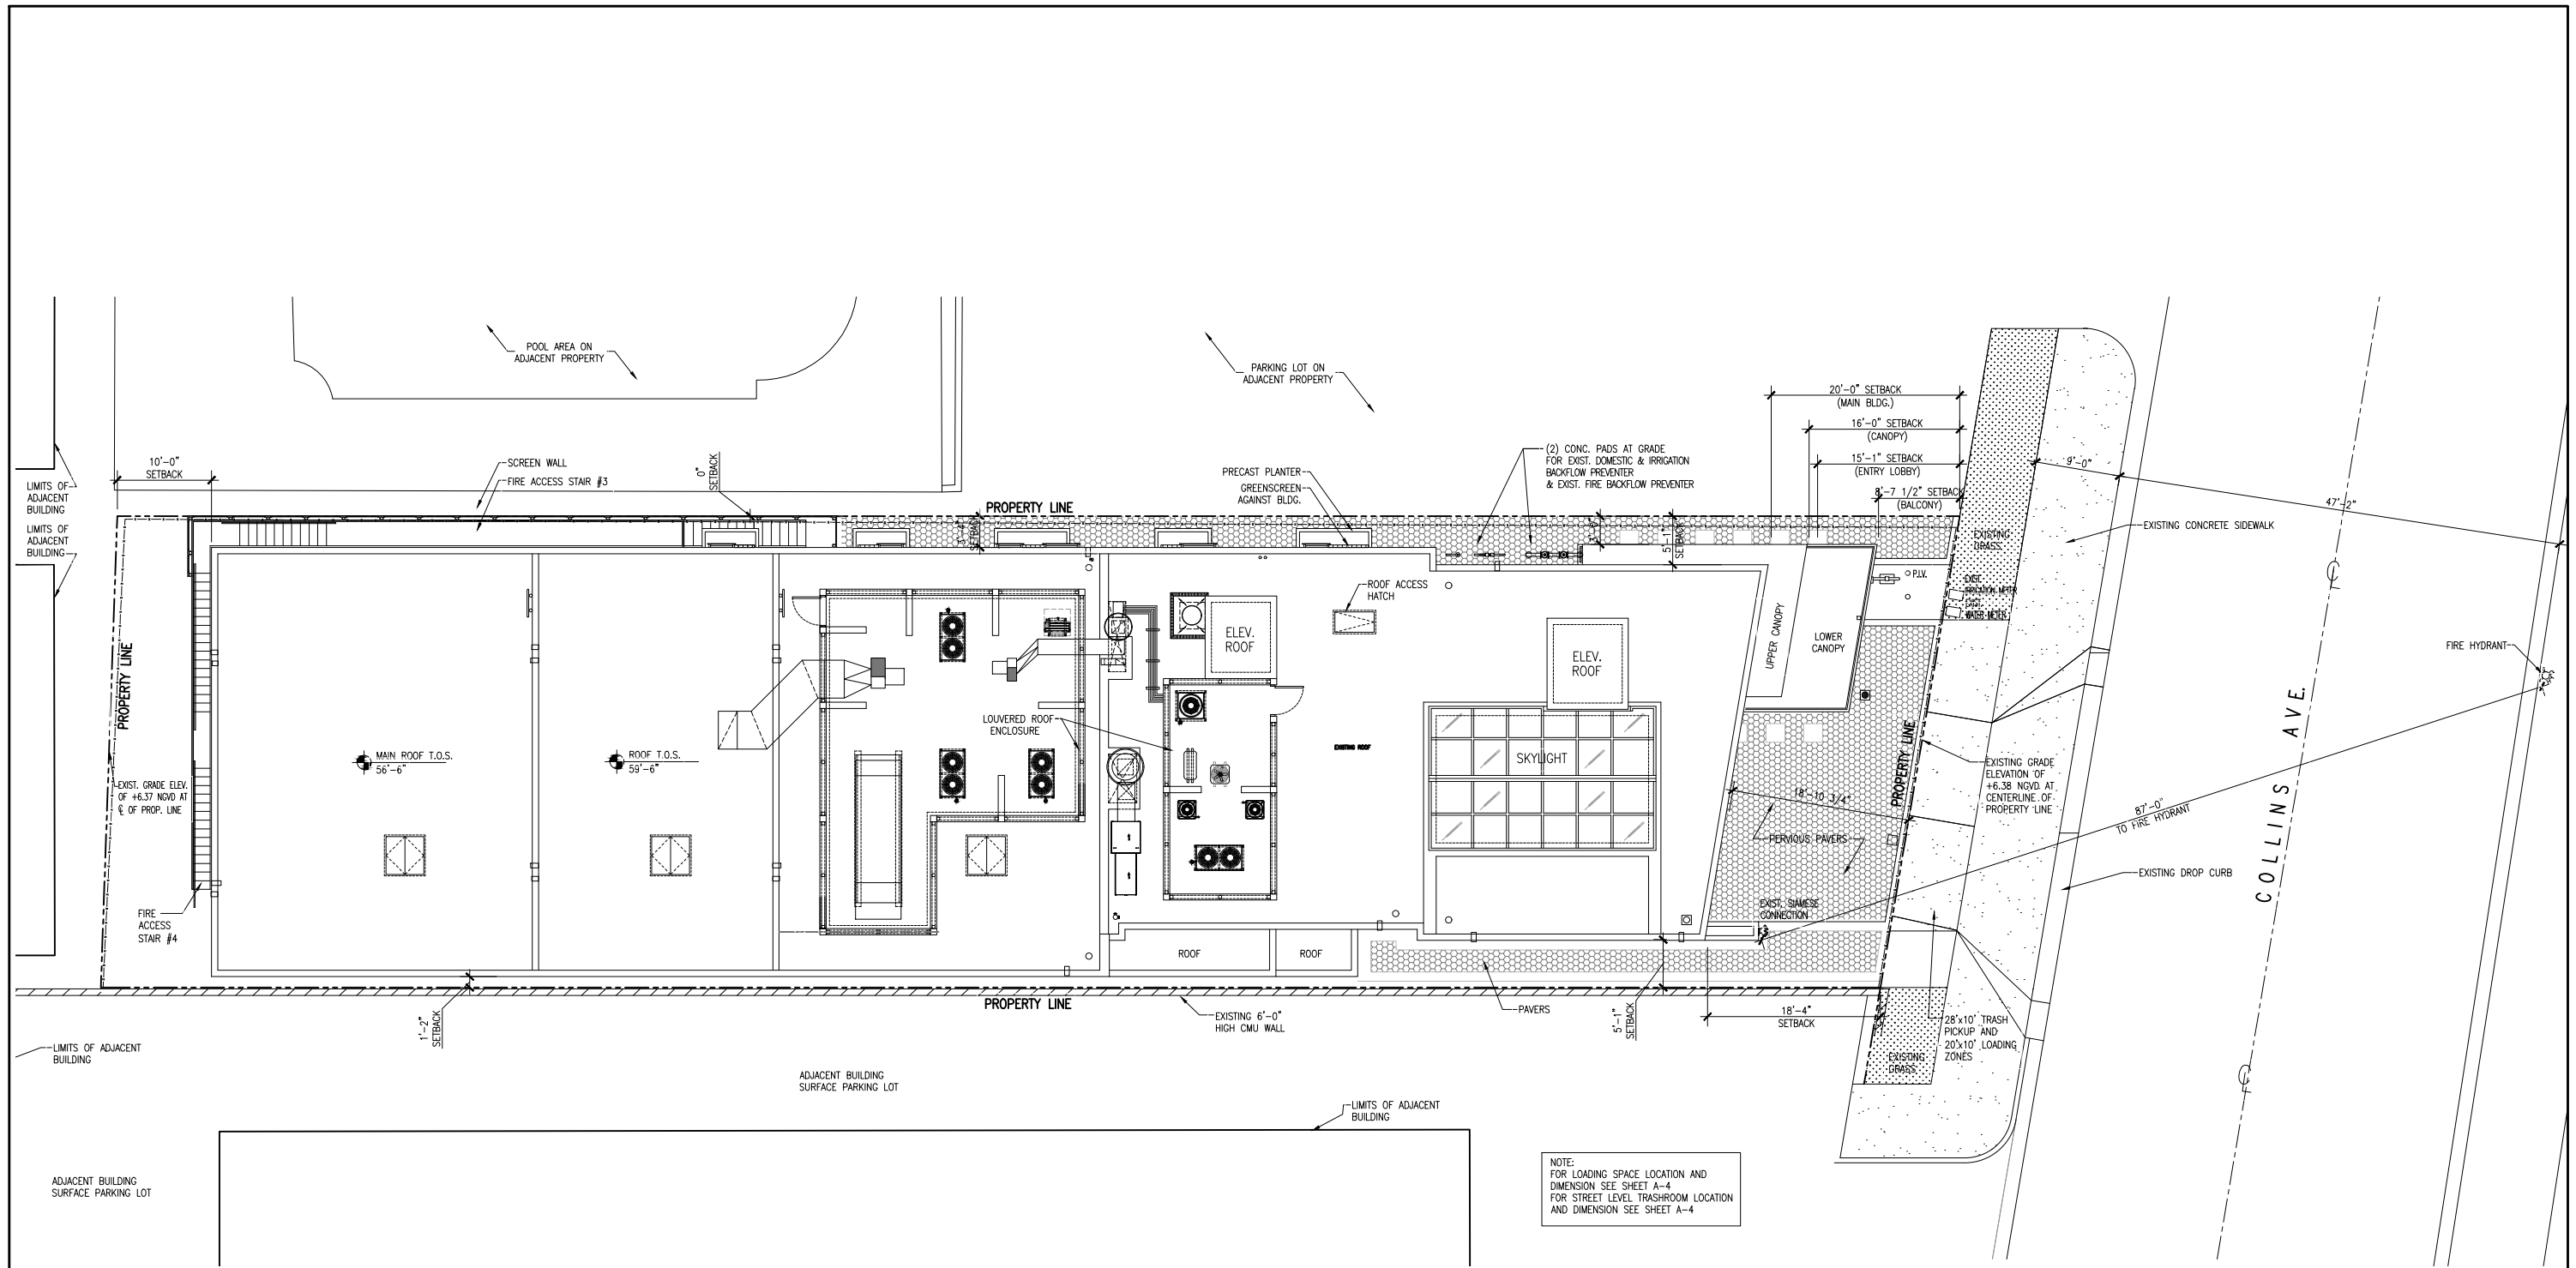 POOL AREA ON
ADJACENT PROPERTY
PARKING LOT ON
ADJACENT PROPERTY
20'-0" SETBACK
(MAIN BLDG.)
16'-0" SETBACK
(CANOPY)
15'-1" SETBACK
(ENTRY LOBBY)
8'-7 1/2" SETBACK
(BALCONY)
9'-0"
47'-2"
10'-0"
SETBACK
SCREEN WALL
FIRE ACCESS STAIR #3
0"
SETBACK
PRECAST PLANTER
GREENSCREEN
AGAINST BLDG.
(2) CONC. PADS AT GRADE
FOR EXIST. DOMESTIC & IRRIGATION
BACKFLOW PREVENTER
& EXIST. FIRE BACKFLOW PREVENTER
LIMITS OF
ADJACENT
BUILDING
LIMITS OF
ADJACENT
BUILDING
PROPERTY LINE
3'-4"
SETBACK
5'-1"
SETBACK
EXISTING
GRASS
EXISTING CONCRETE SIDEWALK
P.I.V.
EXIST.
IRRIGATION METER
WATER METER
ROOF ACCESS
HATCH
ELEV.
ROOF
ELEV.
ROOF
UPPER CANOPY
LOWER
CANOPY
FIRE HYDRANT
PROPERTY LINE
LOUVERED ROOF
ENCLOSURE
EXISTING ROOF
SKYLIGHT
MAIN ROOF T.O.S.
56'-6"
ROOF T.O.S.
59'-6"
EXIST. GRADE ELEV.
OF +6.37 NGVD AT
℄ OF PROP. LINE
18'-10 3/4"
PROPERTY LINE
EXISTING GRADE
ELEVATION OF
+6.38 NGVD AT
CENTERLINE OF
PROPERTY LINE
87'-0"
TO FIRE HYDRANT
COLLINS AVE.
PERVIOUS PAVERS
EXISTING DROP CURB
FIRE
ACCESS
STAIR #4
EXIST. SIAMESE
CONNECTION
ROOF
ROOF
PROPERTY LINE
1'-2"
SETBACK
EXISTING 6'-0"
HIGH CMU WALL
PAVERS
5'-1"
SETBACK
18'-4"
SETBACK
28'x10' TRASH
PICKUP AND
20'x10' LOADING
ZONES
EXISTING
GRASS
LIMITS OF ADJACENT
BUILDING
ADJACENT BUILDING
SURFACE PARKING LOT
LIMITS OF ADJACENT
BUILDING
ADJACENT BUILDING
SURFACE PARKING LOT
NOTE:
FOR LOADING SPACE LOCATION AND
DIMENSION SEE SHEET A-4
FOR STREET LEVEL TRASHROOM LOCATION
AND DIMENSION SEE SHEET A-4